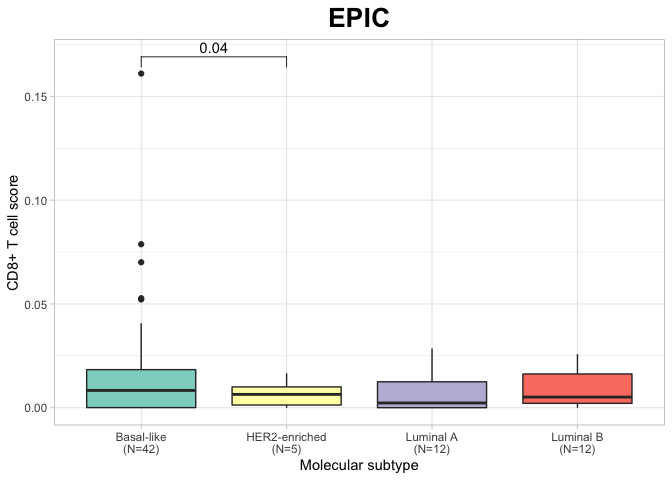 EPIC
0.04
0.15
0.10
0.05
0.00
CD8+ T cell score
Basal-like
(N=42)
HER2-enriched
(N=5)
Luminal A
(N=12)
Luminal B
(N=12)
Molecular subtype